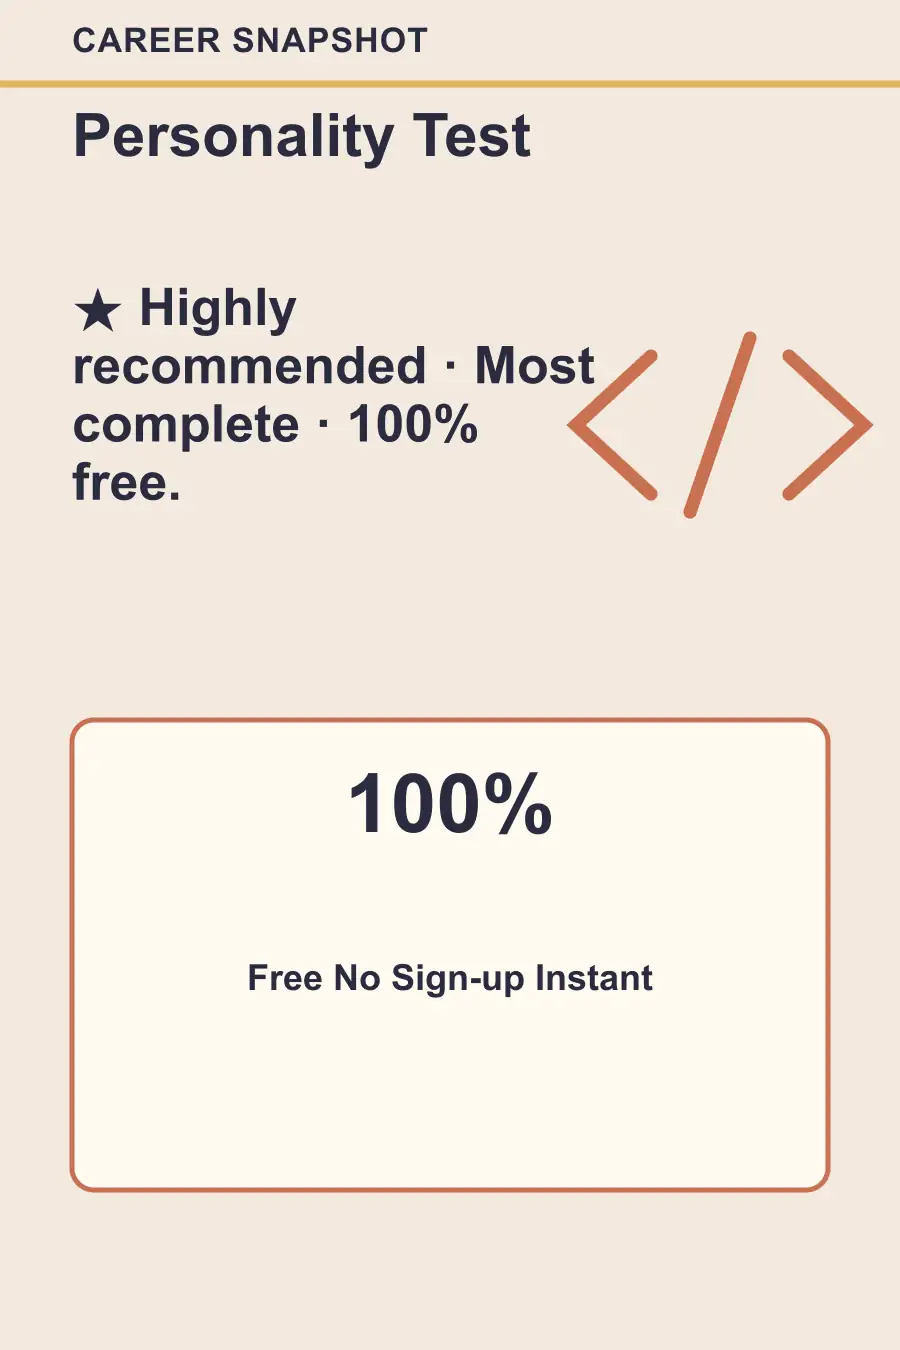 CAREER SNAPSHOT
Personality Test
★ Highly
recommended · Most
complete · 100%
free.
</>
100%
Free No Sign-up Instant